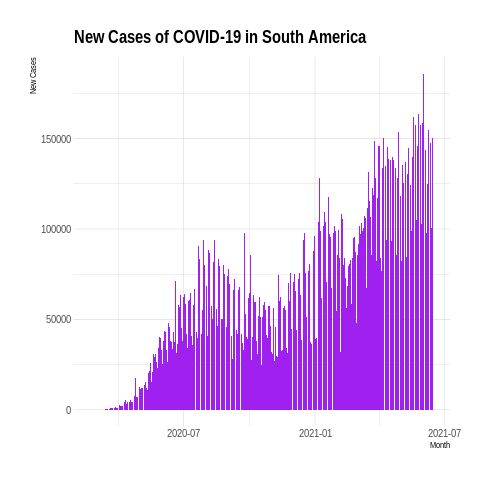 New Cases of COVID-19 in South America
New Cases
150000
100000
50000
0
2020-07
2021-01
2021-07
Month